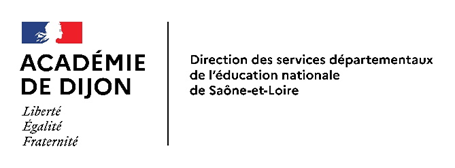 ACADÉMIE
DE DIJON
Liberté
Égalité
Fraternité
Direction des services départementaux
de l'éducation nationale
de Saône-et-Loire